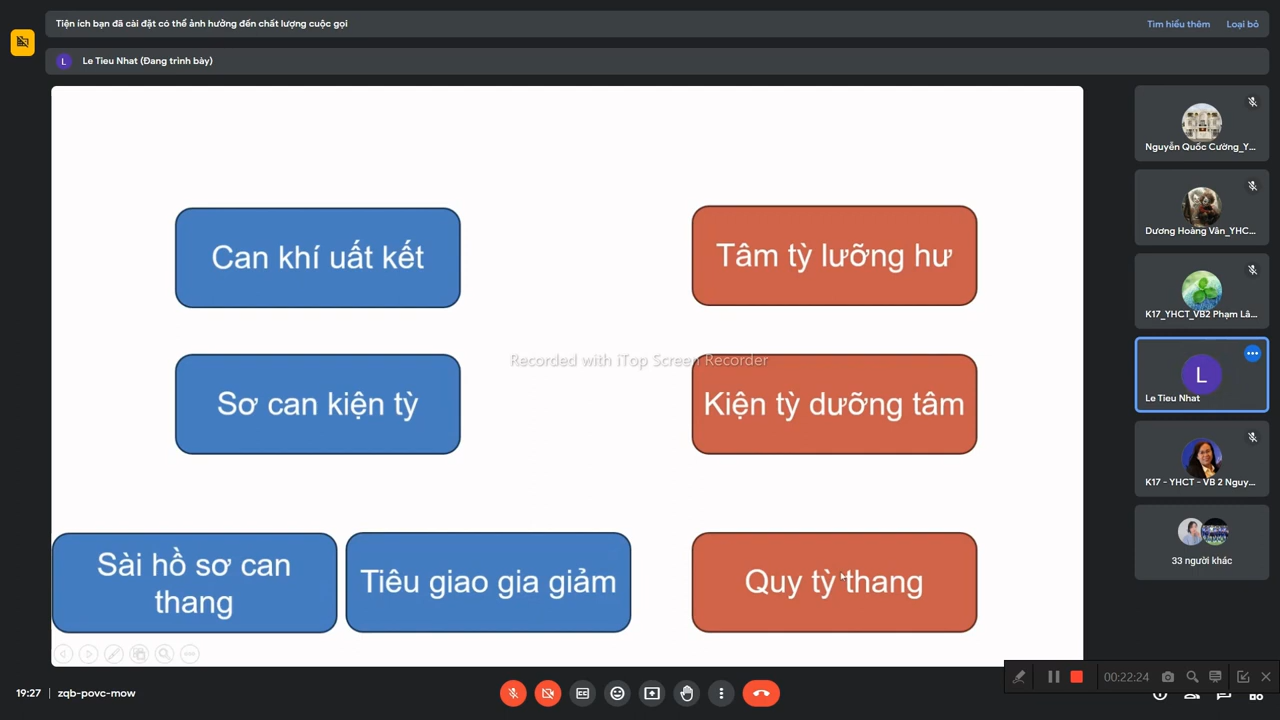 Tiện ích bạn đã cài đặt có thể ảnh hưởng đến chất lượng cuộc gọi
Tìm hiểu thêm
Loại bỏ
L
Le Tieu Nhat (Đang trình bày)
Nguyễn Quốc Cường_Y...
Can khí uất kết
Tâm tỳ lưỡng hư
Dương Hoàng Vân_YHC...
K17_YHCT_VB2 Phạm Lâ...
Recorded with iTop Screen Recorder
Sơ can kiện tỳ
Kiện tỳ dưỡng tâm
L
Le Tieu Nhat
K17 - YHCT - VB 2 Nguy...
Sài hồ sơ can
thang
Tiêu giao gia giảm
Quy tỳ thang
33 người khác
19:27
zqb-povc-mow
00:22:24